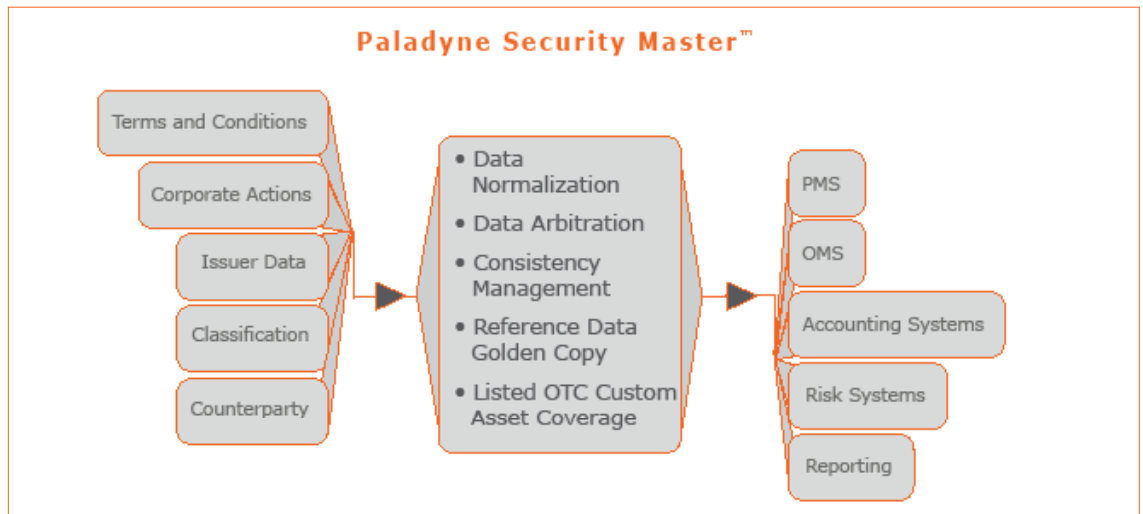 Paladyne Security Master™
Terms and Conditions
Corporate Actions
Issuer Data
Classification
Counterparty
• Data
Normalization
• Data Arbitration
• Consistency
Management
• Reference Data
Golden Copy
• Listed OTC Custom
Asset Coverage
PMS
OMS
Accounting Systems
Risk Systems
Reporting